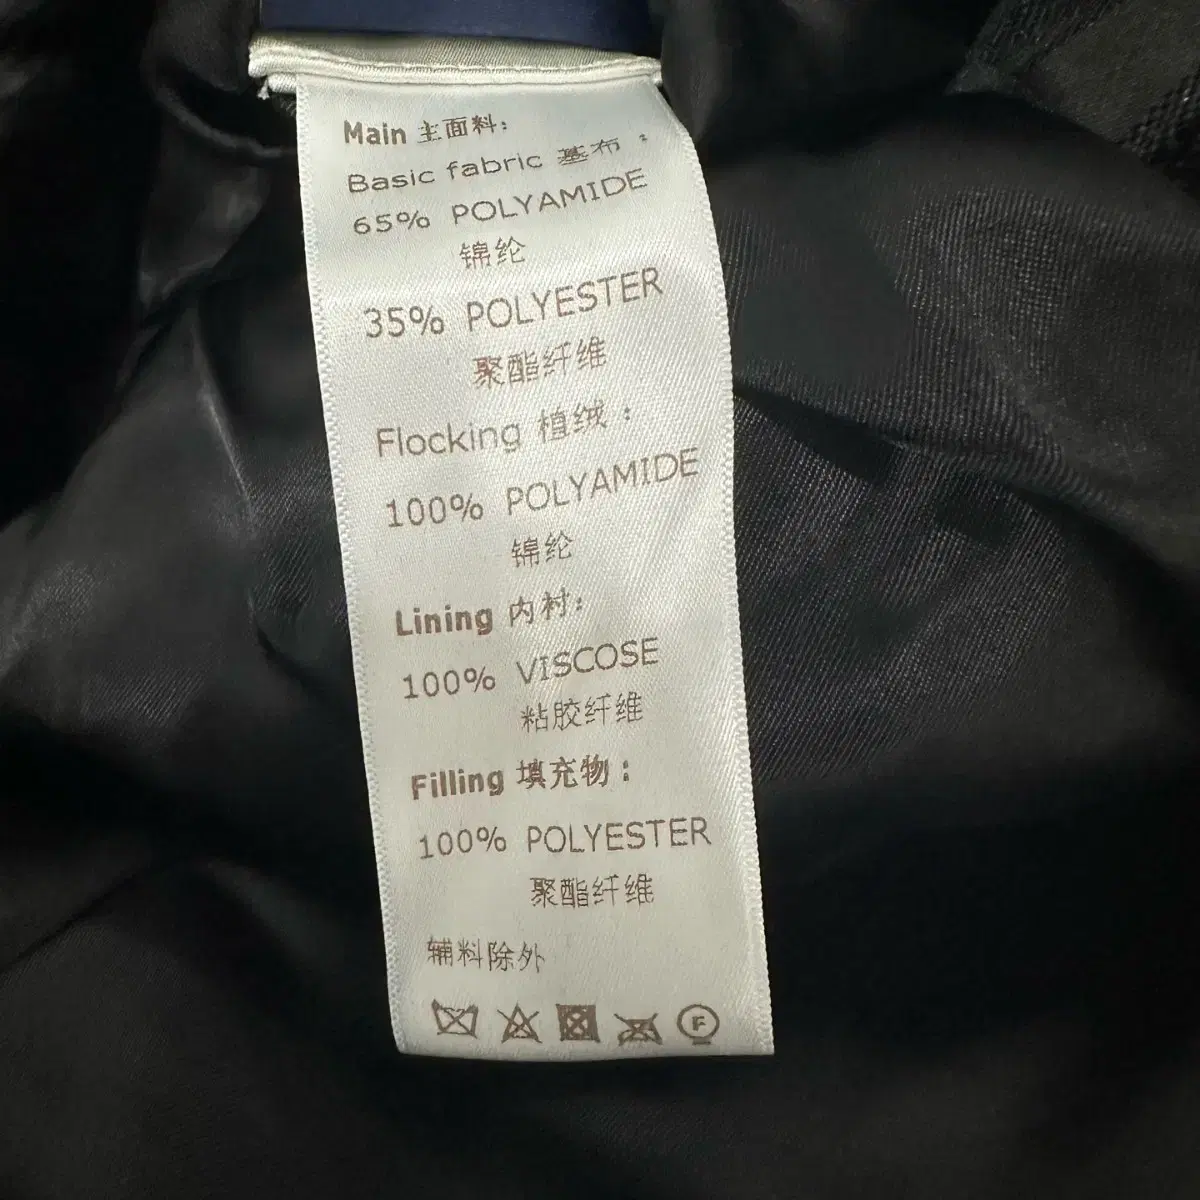 Main 主面料:
Basic fabric 基布 :
65% POLYAMIDE
锦纶
35% POLYESTER
聚酯纤维
Flocking 植绒 :
100% POLYAMIDE
锦纶
Lining 内衬:
100% VISCOSE
粘胶纤维
Filling 填充物 :
100% POLYESTER
聚酯纤维
辅料除外
F